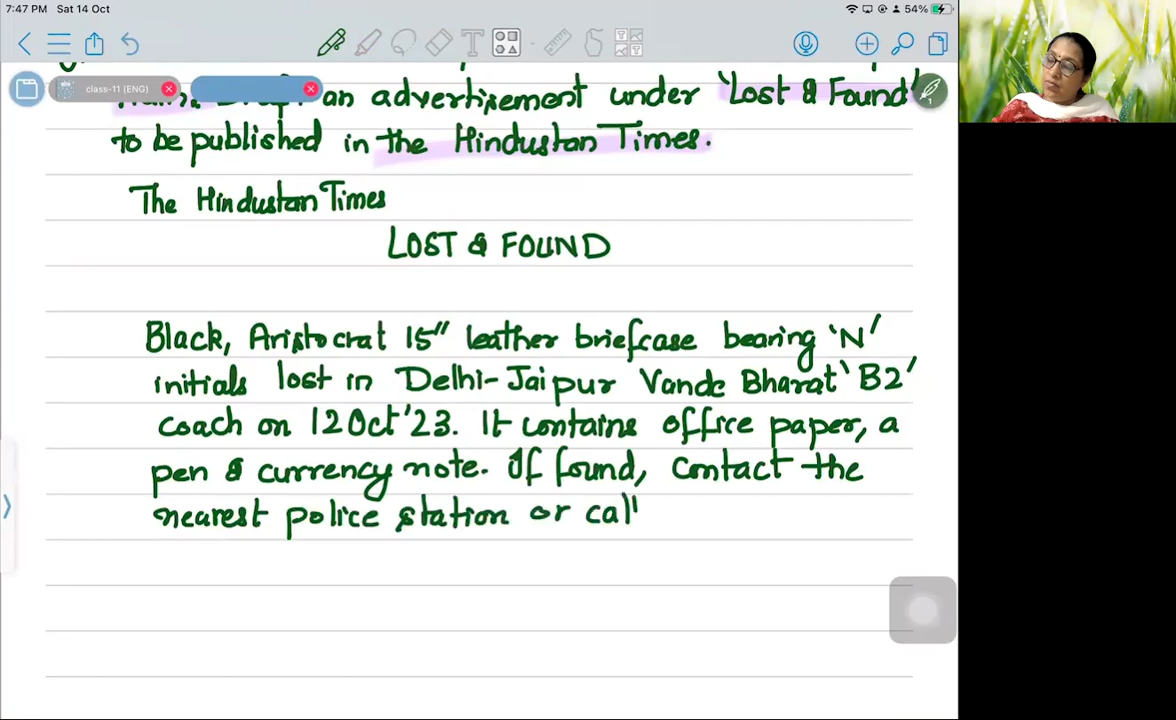 7:47 PM Sat 14 Oct 54%
class-11 (ENG)
an advertisement under 'Lost & Found'
to be published in the Hindustan Times.
The Hindustan Times
LOST & FOUND
Black, Aristocrat 15" leather briefcase bearing 'N'
initials lost in Delhi-Jaipur Vande Bharat 'B2'
coach on 12 Oct '23. It contains office paper, a
pen & currency note. If found, contact the
nearest police station or call